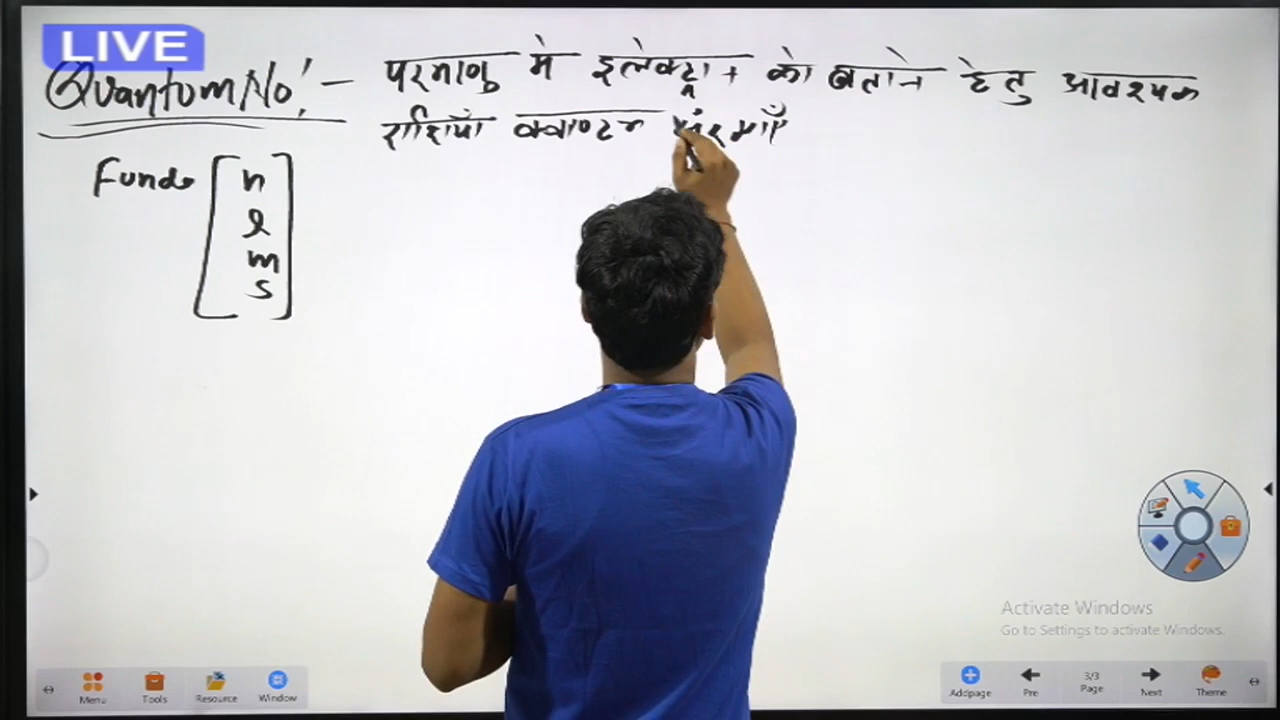 LIVE
Quantum No! - परमाणु मे इलेक्ट्रान को बताने हेतु आवश्यक
राशियाँ क्वाण्टम संख्याएँ
Funda
n
l
m
s
Activate Windows
Go to Settings to activate Windows.
Menu Tools Resource Window
Addpage Pre 3/3 Page Next Theme